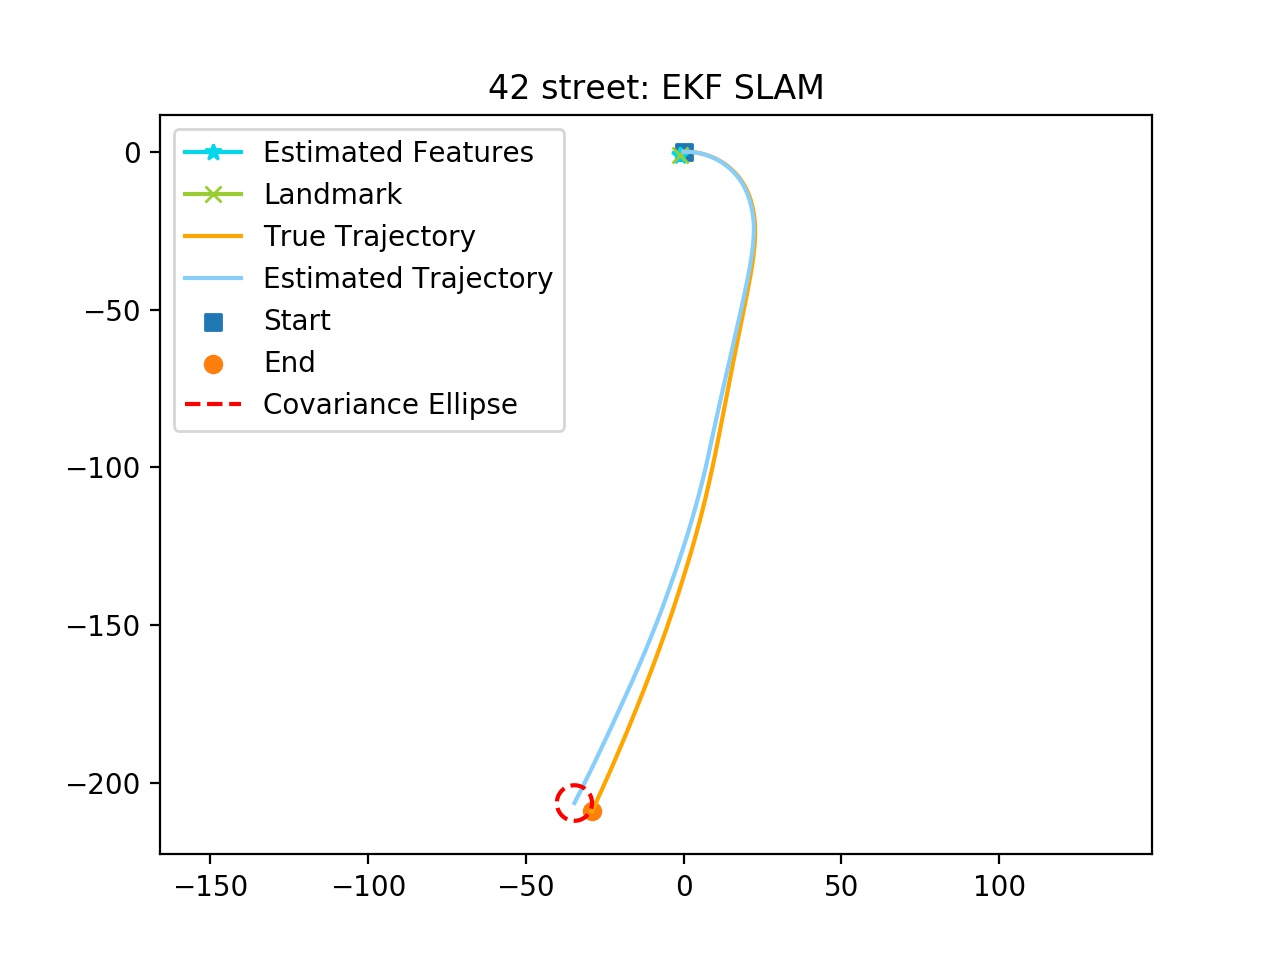 42 street: EKF SLAM
Estimated Features
Landmark
True Trajectory
Estimated Trajectory
Start
End
Covariance Ellipse
0
−50
−100
−150
−200
−150 −100 −50 0 50 100